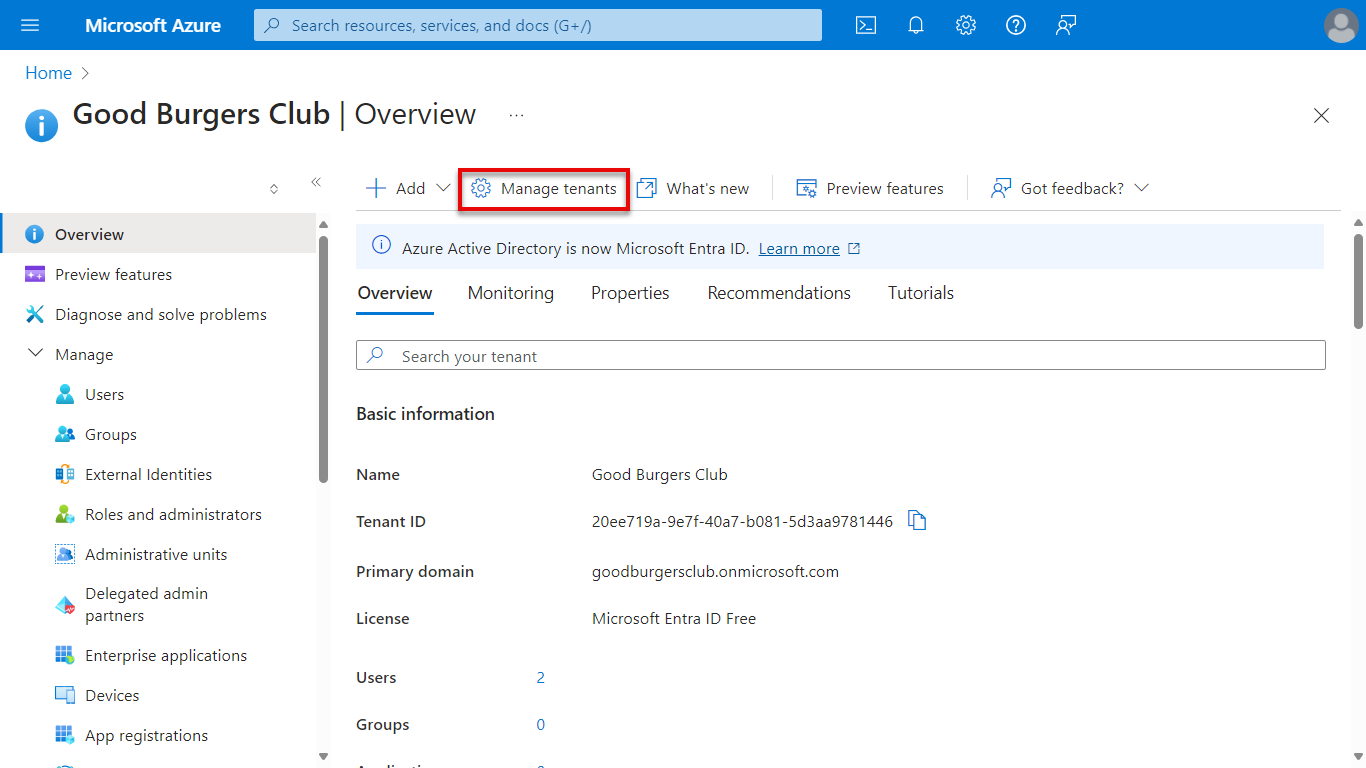 Microsoft Azure
Search resources, services, and docs (G+/)
Home
Good Burgers Club | Overview ...
Add
Manage tenants
What's new
Preview features
Got feedback?
Overview
Preview features
Diagnose and solve problems
Manage
Users
Groups
External Identities
Roles and administrators
Administrative units
Delegated admin
partners
Enterprise applications
Devices
App registrations
Azure Active Directory is now Microsoft Entra ID. Learn more
Overview Monitoring Properties Recommendations Tutorials
Search your tenant
Basic information
Name Good Burgers Club
Tenant ID 20ee719a-9e7f-40a7-b081-5d3aa9781446
Primary domain goodburgersclub.onmicrosoft.com
License Microsoft Entra ID Free
Users 2
Groups 0